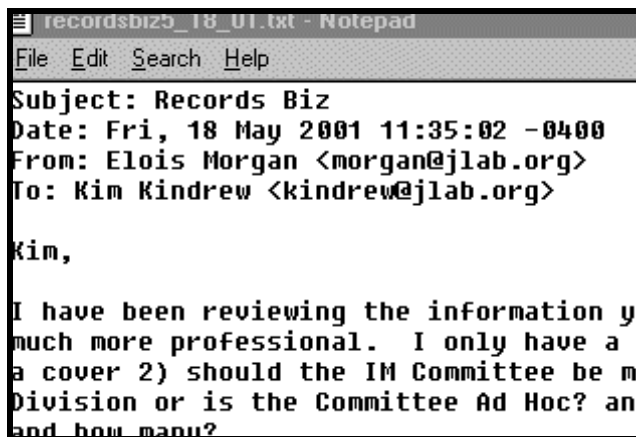 recordsbiz5_18_01.txt - Notepad
File Edit Search Help
Subject: Records Biz
Date: Fri, 18 May 2001 11:35:02 -0400
From: Elois Morgan <morgan@jlab.org>
To: Kim Kindrew <kindrew@jlab.org>
Kim,
I have been reviewing the information y
much more professional.  I only have a
a cover 2) should the IM Committee be m
Division or is the Committee Ad Hoc? an
and how many?